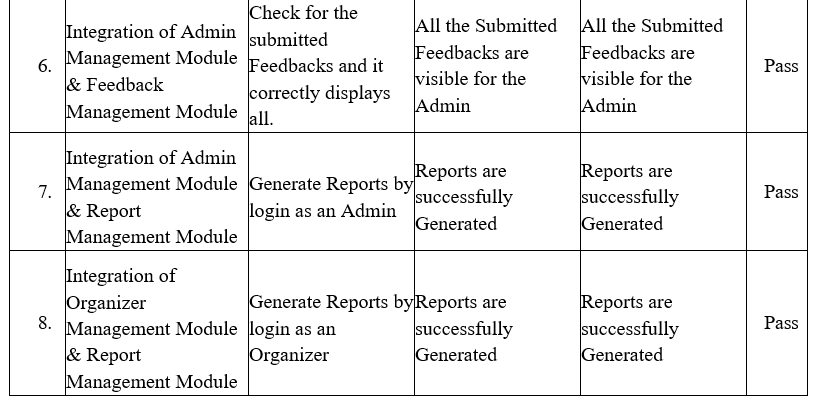 6.
Integration of Admin
Management Module
& Feedback
Management Module
Check for the
submitted
Feedbacks and it
correctly displays
all.
All the Submitted
Feedbacks are
visible for the
Admin
All the Submitted
Feedbacks are
visible for the
Admin
Pass
7.
Integration of Admin
Management Module
& Report
Management Module
Generate Reports by
login as an Admin
Reports are
successfully
Generated
Reports are
successfully
Generated
Pass
8.
Integration of
Organizer
Management Module
& Report
Management Module
Generate Reports by
login as an
Organizer
Reports are
successfully
Generated
Reports are
successfully
Generated
Pass